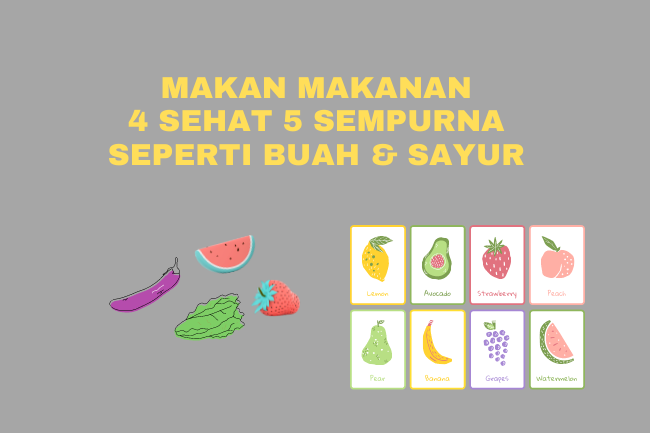 MAKAN MAKANAN
4 SEHAT 5 SEMPURNA
SEPERTI BUAH & SAYUR
Lemon
Avocado
Strawberry
Peach
Pear
Banana
Grapes
Watermelon